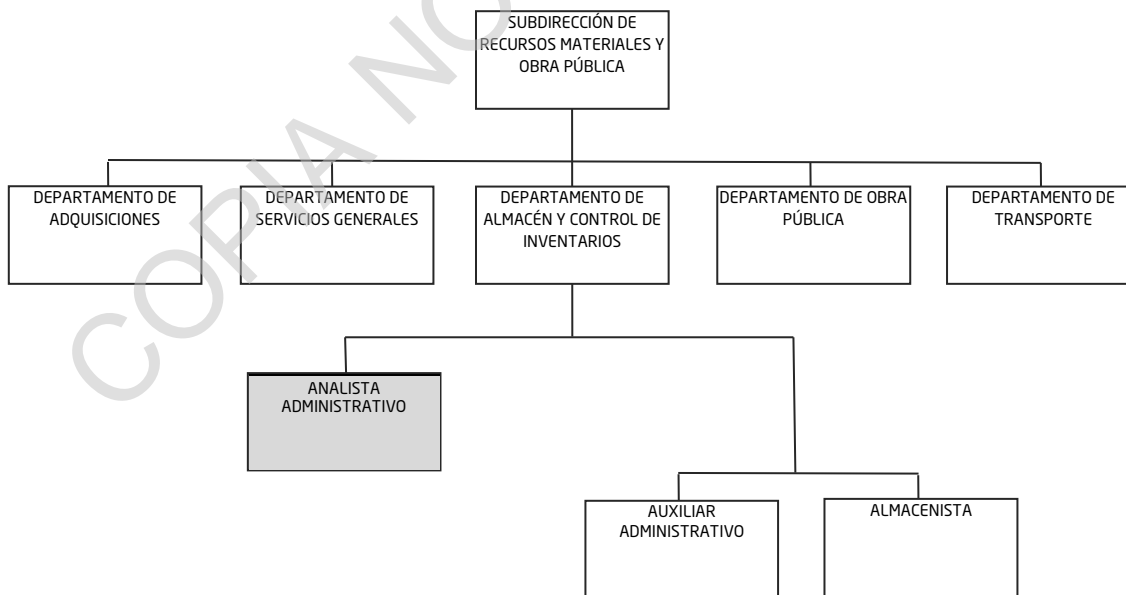 SUBDIRECCIÓN DE
RECURSOS MATERIALES Y
OBRA PÚBLICA
DEPARTAMENTO DE
ADQUISICIONES
DEPARTAMENTO DE
SERVICIOS GENERALES
DEPARTAMENTO DE
ALMACÉN Y CONTROL DE
INVENTARIOS
DEPARTAMENTO DE OBRA
PÚBLICA
DEPARTAMENTO DE
TRANSPORTE
ANALISTA
ADMINISTRATIVO
AUXILIAR
ADMINISTRATIVO
ALMACENISTA
COPIA NO